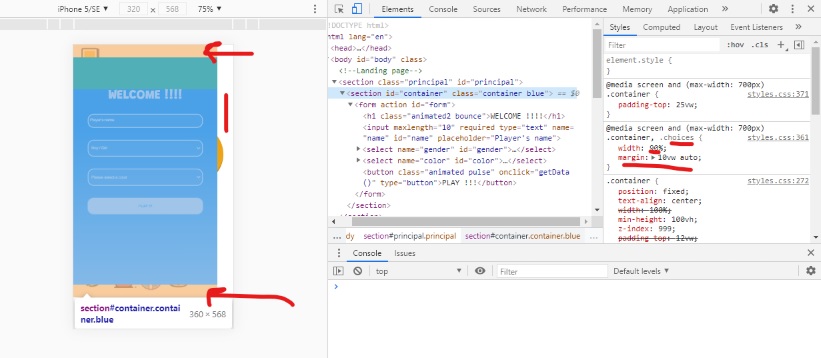 iPhone 5/SE ▼ 320 × 568 75% ▼
Elements Console Sources Network Performance Memory Application
WELCOME !!!!
section#container.contai
ner.blue
360 × 568
!DOCTYPE html>
tml lang="en">
<head>…</head>
<body id="body" class>
<!--Landing page-->
<section class="principal" id="principal">
<section id="container" class="container blue"> == $0
<form action id="form">
<h1 class="animated2 bounce">WELCOME !!!!</h1>
<input maxlength="10" required type="text" name=
"name" id="name" placeholder="Player's name">
<select name="gender" id="gender">…</select>
<select name="color" id="color">…</select>
<button class="animated pulse" onclick="getData
()" type="button">PLAY !!!</button>
</form>
</section>
... dy section#principal.principal section#container.container.blue ...
Styles Computed Layout Event Listeners
Filter :hov .cls +
element.style {
}
@media screen and (max-width: 700px)
.container { styles.css:371
padding-top: 25vw;
}
@media screen and (max-width: 700px)
.container, .choices { styles.css:361
width: 90%;
margin: 10vw auto;
}
.container { styles.css:272
position: fixed;
text-align: center;
width: 100%;
min-height: 100vh;
z-index: 999;
padding-top: 12vw;
Console Issues
top Filter Default levels